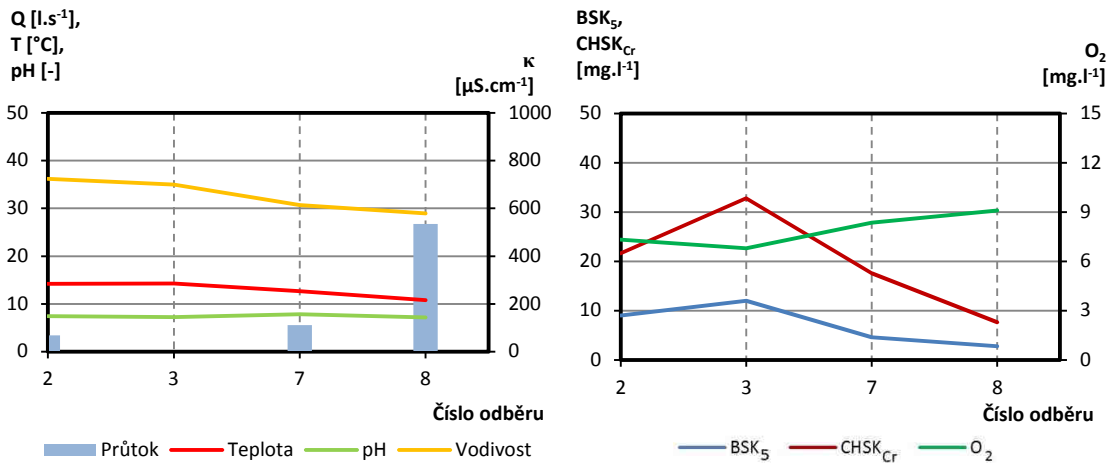 Q [l.s⁻¹],
T [°C],
pH [-]
κ
[µS.cm⁻¹]
50 1000
40 800
30 600
20 400
10 200
0 0
2 3 7 8
Číslo odběru
Průtok Teplota pH Vodivost
BSK₅,
CHSK_Cr
[mg.l⁻¹]
O₂
[mg.l⁻¹]
50 15
40 12
30 9
20 6
10 3
0 0
2 3 7 8
Číslo odběru
BSK₅ CHSK_Cr O₂